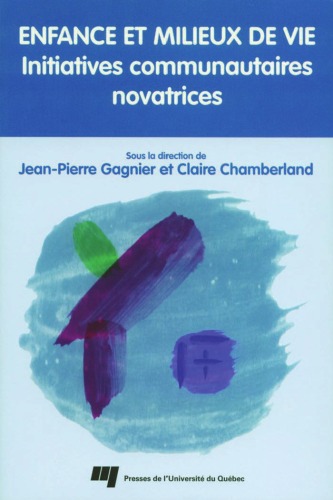 ENFANCE ET MILIEUX DE VIE
Initiatives communautaires
novatrices
Sous la direction de
Jean-Pierre Gagnier et Claire Chamberland
Presses de l'Université du Québec